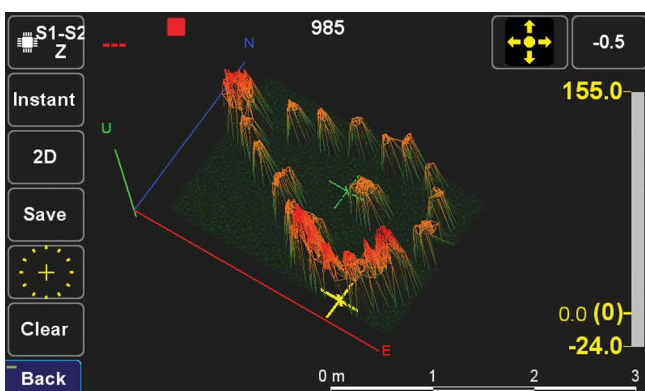 S1-S2
Z
---
985
-0.5
N
Instant
155.0
U
2D
Save
0.0 (0)
Clear
-24.0
E
Back
0 m 1 2 3